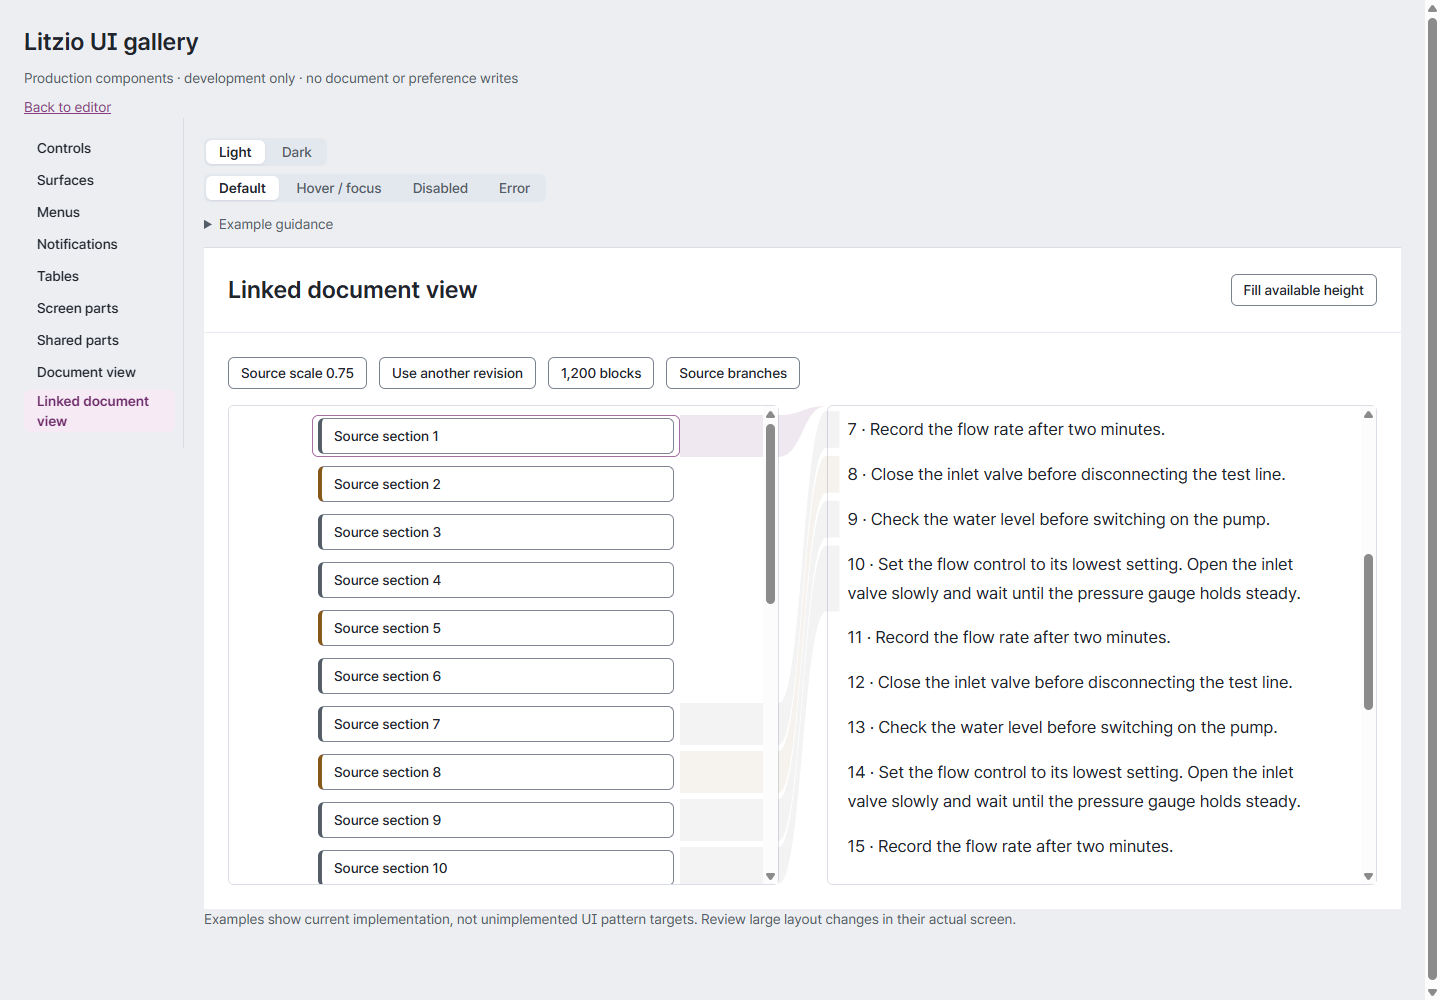 Litzio UI gallery
Production components · development only · no document or preference writes
Back to editor
Controls
Surfaces
Menus
Notifications
Tables
Screen parts
Shared parts
Document view
Linked document
view
Light Dark
Default Hover / focus Disabled Error
Example guidance
Linked document view
Fill available height
Source scale 0.75 Use another revision 1,200 blocks Source branches
Source section 1
Source section 2
Source section 3
Source section 4
Source section 5
Source section 6
Source section 7
Source section 8
Source section 9
Source section 10
7 · Record the flow rate after two minutes.
8 · Close the inlet valve before disconnecting the test line.
9 · Check the water level before switching on the pump.
10 · Set the flow control to its lowest setting. Open the inlet
valve slowly and wait until the pressure gauge holds steady.
11 · Record the flow rate after two minutes.
12 · Close the inlet valve before disconnecting the test line.
13 · Check the water level before switching on the pump.
14 · Set the flow control to its lowest setting. Open the inlet
valve slowly and wait until the pressure gauge holds steady.
15 · Record the flow rate after two minutes.
Examples show current implementation, not unimplemented UI pattern targets. Review large layout changes in their actual screen.